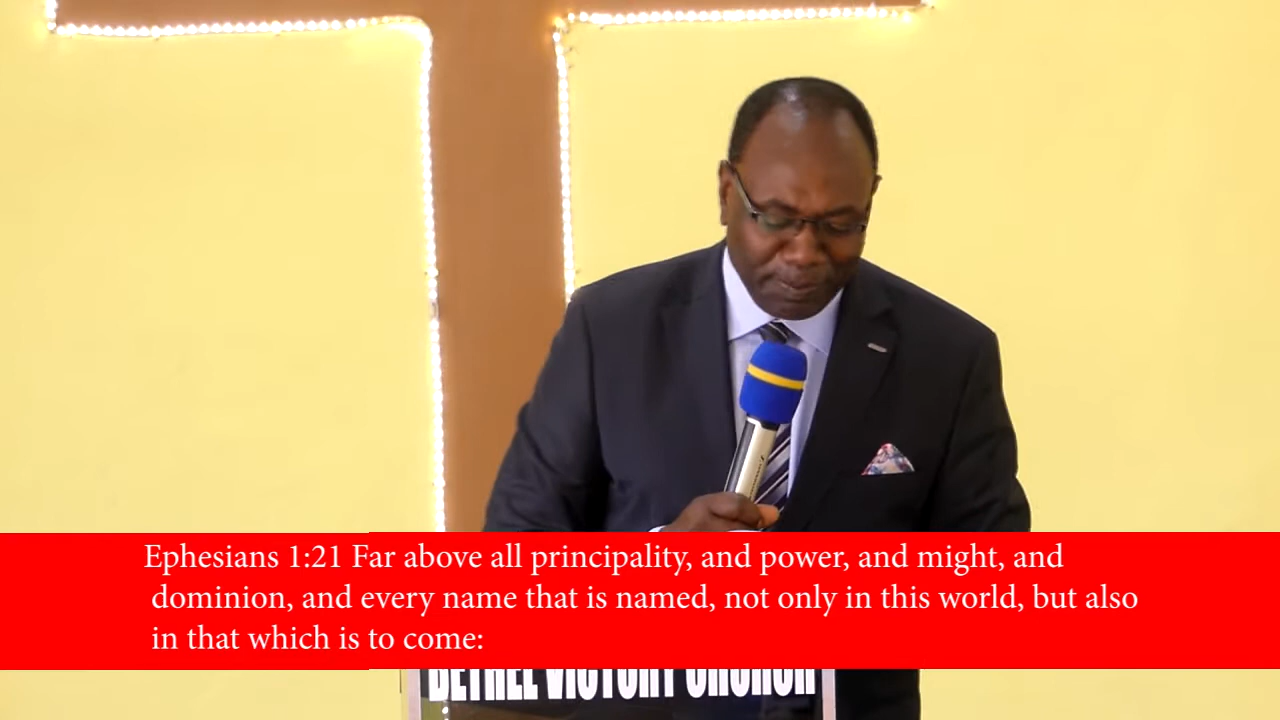 Ephesians 1:21 Far above all principality, and power, and might, and
dominion, and every name that is named, not only in this world, but also
in that which is to come:
BETHEL VICTORY CHURCH